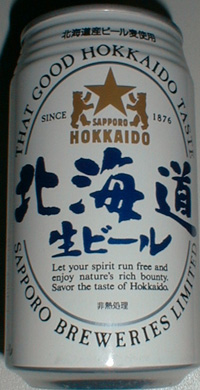 北海道産ビール麦使用
THAT GOOD HOKKAIDO TASTE
SINCE 1876
SAPPORO
HOKKAIDO
北海道
生ビール
Let your spirit run free and
enjoy nature's rich bounty.
Savor the taste of Hokkaido.
非熱処理
SAPPORO BREWERIES LIMITED